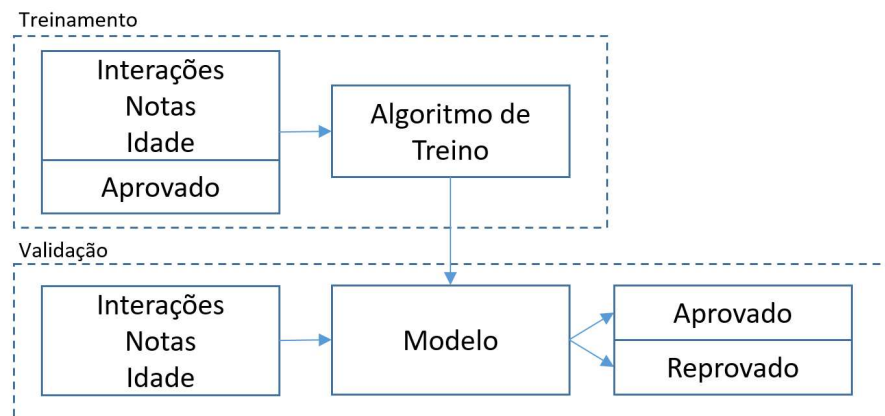 Treinamento
Interações
Notas
Idade
Aprovado
Algoritmo de
Treino
Validação
Interações
Notas
Idade
Modelo
Aprovado
Reprovado